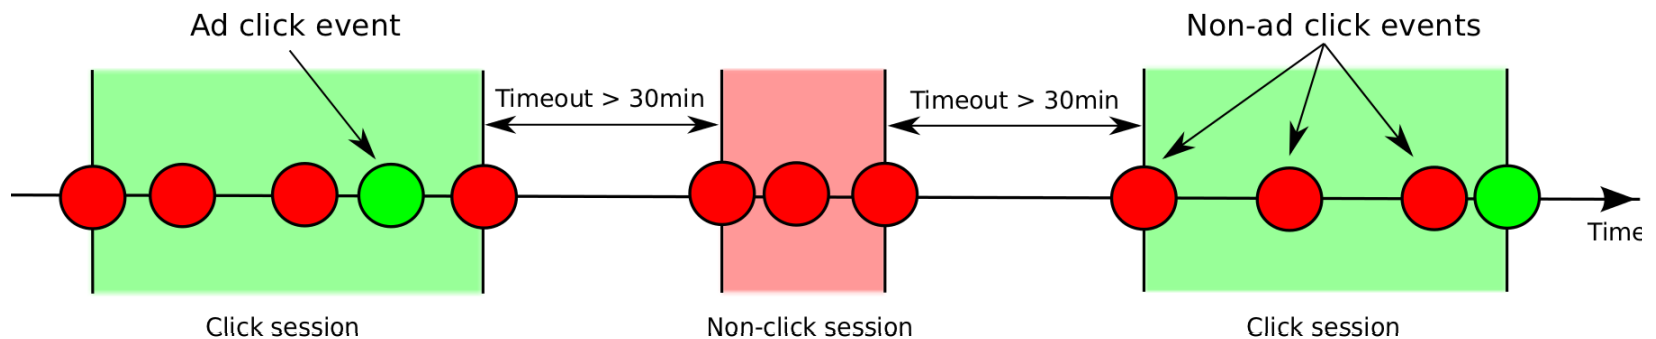 Ad click event
Non-ad click events
Timeout > 30min
Timeout > 30min
Time
Click session
Non-click session
Click session